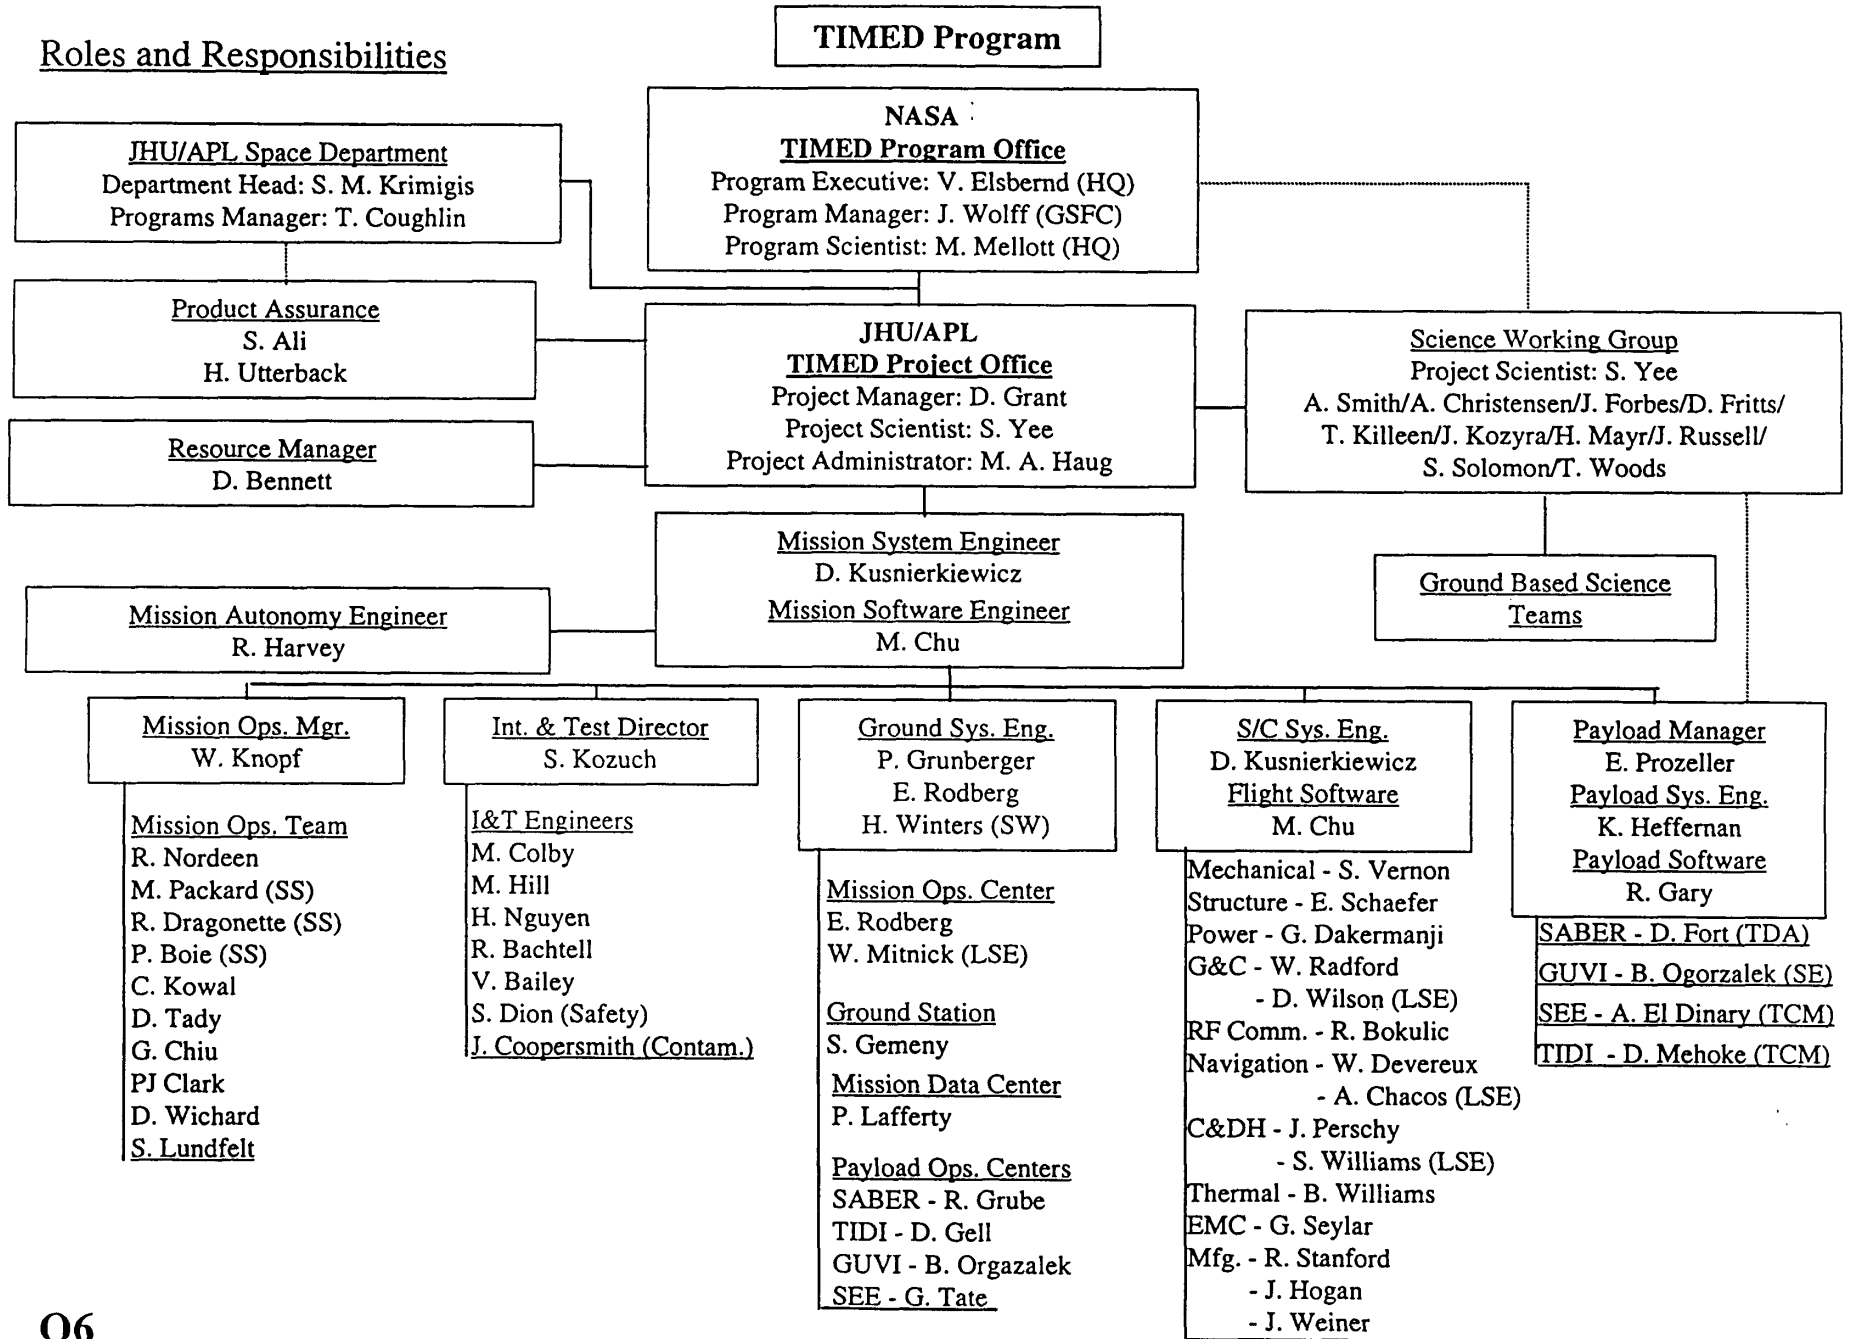 Roles and Responsibilities
TIMED Program
NASA
TIMED Program Office
Program Executive: V. Elsbernd (HQ)
Program Manager: J. Wolff (GSFC)
Program Scientist: M. Mellott (HQ)
JHU/APL Space Department
Department Head: S. M. Krimigis
Programs Manager: T. Coughlin
Product Assurance
S. Ali
H. Utterback
JHU/APL
TIMED Project Office
Project Manager: D. Grant
Project Scientist: S. Yee
Project Administrator: M. A. Haug
Science Working Group
Project Scientist: S. Yee
A. Smith/A. Christensen/J. Forbes/D. Fritts/
T. Killeen/J. Kozyra/H. Mayr/J. Russell/
S. Solomon/T. Woods
Resource Manager
D. Bennett
Mission System Engineer
D. Kusnierkiewicz
Mission Software Engineer
M. Chu
Ground Based Science
Teams
Mission Autonomy Engineer
R. Harvey
Mission Ops. Mgr.
W. Knopf
Mission Ops. Team
R. Nordeen
M. Packard (SS)
R. Dragonette (SS)
P. Boie (SS)
C. Kowal
D. Tady
G. Chiu
PJ Clark
D. Wichard
S. Lundfelt
Int. & Test Director
S. Kozuch
I&T Engineers
M. Colby
M. Hill
H. Nguyen
R. Bachtell
V. Bailey
S. Dion (Safety)
J. Coopersmith (Contam.)
Ground Sys. Eng.
P. Grunberger
E. Rodberg
H. Winters (SW)
Mission Ops. Center
E. Rodberg
W. Mitnick (LSE)
Ground Station
S. Gemeny
Mission Data Center
P. Lafferty
Payload Ops. Centers
SABER - R. Grube
TIDI - D. Gell
GUVI - B. Orgazalek
SEE - G. Tate
S/C Sys. Eng.
D. Kusnierkiewicz
Flight Software
M. Chu
Mechanical - S. Vernon
Structure - E. Schaefer
Power - G. Dakermanji
G&C - W. Radford
- D. Wilson (LSE)
RF Comm. - R. Bokulic
Navigation - W. Devereux
- A. Chacos (LSE)
C&DH - J. Perschy
- S. Williams (LSE)
Thermal - B. Williams
EMC - G. Seylar
Mfg. - R. Stanford
- J. Hogan
- J. Weiner
Payload Manager
E. Prozeller
Payload Sys. Eng.
K. Heffernan
Payload Software
R. Gary
SABER - D. Fort (TDA)
GUVI - B. Ogorzalek (SE)
SEE - A. El Dinary (TCM)
TIDI - D. Mehoke (TCM)
O6